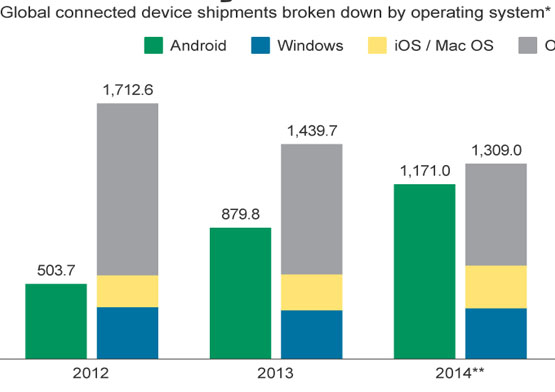 Global connected device shipments broken down by operating system*
Android Windows iOS / Mac OS
1,712.6
1,439.7
1,309.0
1,171.0
879.8
503.7
2012 2013 2014**